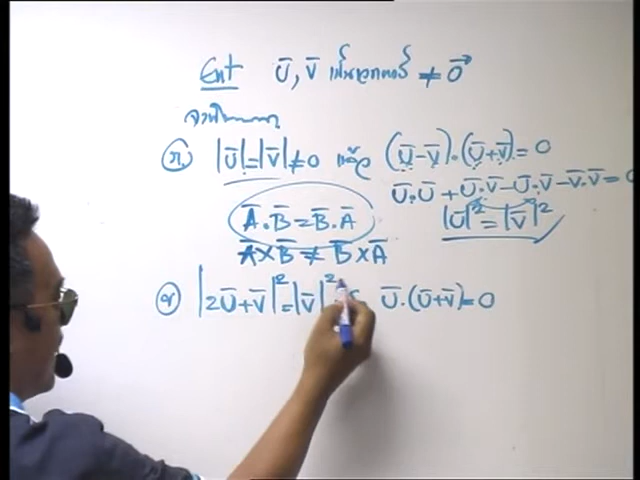 Ent ū, v̄ เป็นเวกเตอร์ ≠ 0⃗
จงพิจารณา
ก. |ū|=|v̄|≠0 แล้ว (ū-v̄)·(ū+v̄)=0
ū·ū+ū·v̄-ū·v̄-v̄·v̄=0
Ā·B̄=B̄·Ā |ū|²=|v̄|²
Ā×B̄≠B̄×Ā
ข. |2ū+v̄|²=|v̄|² ū·(ū+v̄)=0